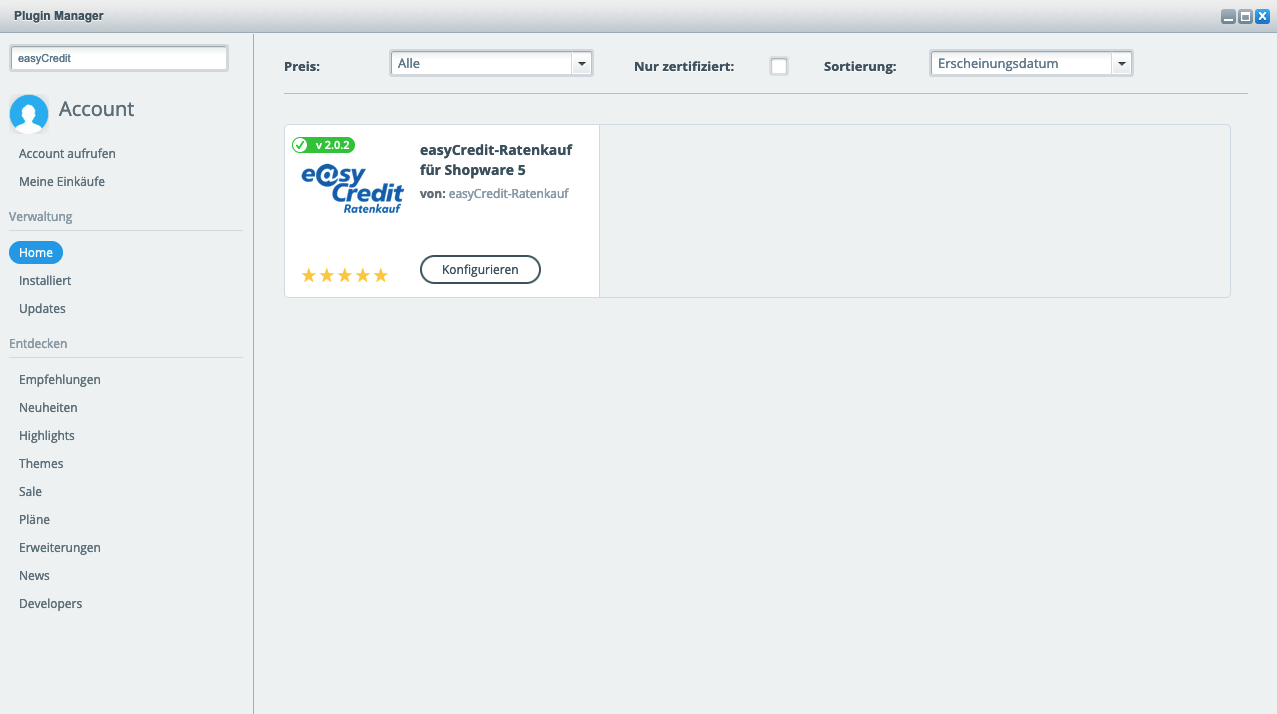 Plugin Manager
easyCredit
Account
Account aufrufen
Meine Einkäufe
Verwaltung
Home
Installiert
Updates
Entdecken
Empfehlungen
Neuheiten
Highlights
Themes
Sale
Pläne
Erweiterungen
News
Developers
Preis: Alle Nur zertifiziert: Sortierung: Erscheinungsdatum
v 2.0.2
e@sy
Credit
Ratenkauf
easyCredit-Ratenkauf
für Shopware 5
von: easyCredit-Ratenkauf
Konfigurieren